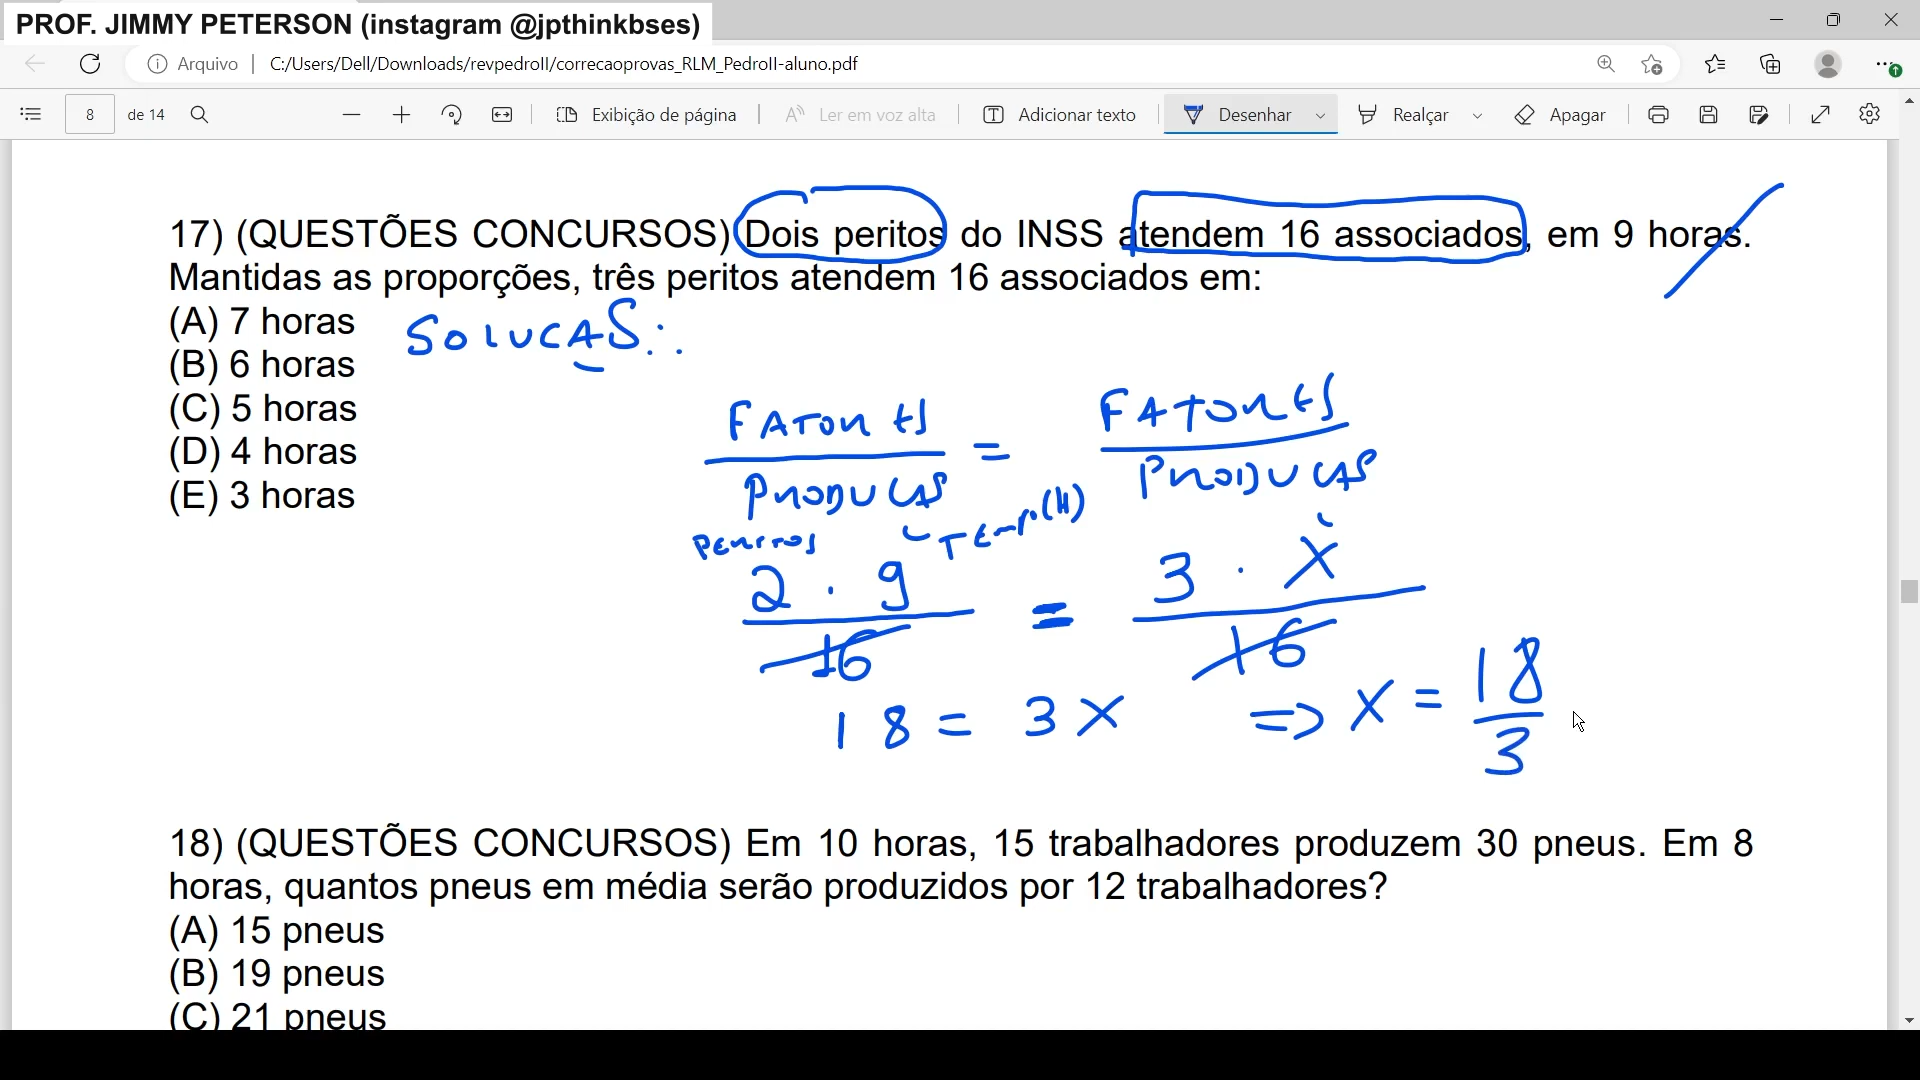 PROF. JIMMY PETERSON (instagram @jpthinkbses)
Arquivo | C:/Users/Dell/Downloads/revpedroII/correcaoprovas_RLM_PedroII-aluno.pdf
8 de 14 Exibição de página Ler em voz alta Adicionar texto Desenhar Realçar Apagar
17) (QUESTÕES CONCURSOS) Dois peritos do INSS atendem 16 associados, em 9 horas.
Mantidas as proporções, três peritos atendem 16 associados em:
(A) 7 horas
(B) 6 horas
(C) 5 horas
(D) 4 horas
(E) 3 horas
2 . 9 = 3 . X
16 16
18 = 3X => X = 18
3
18) (QUESTÕES CONCURSOS) Em 10 horas, 15 trabalhadores produzem 30 pneus. Em 8
horas, quantos pneus em média serão produzidos por 12 trabalhadores?
(A) 15 pneus
(B) 19 pneus
(C) 21 pneus